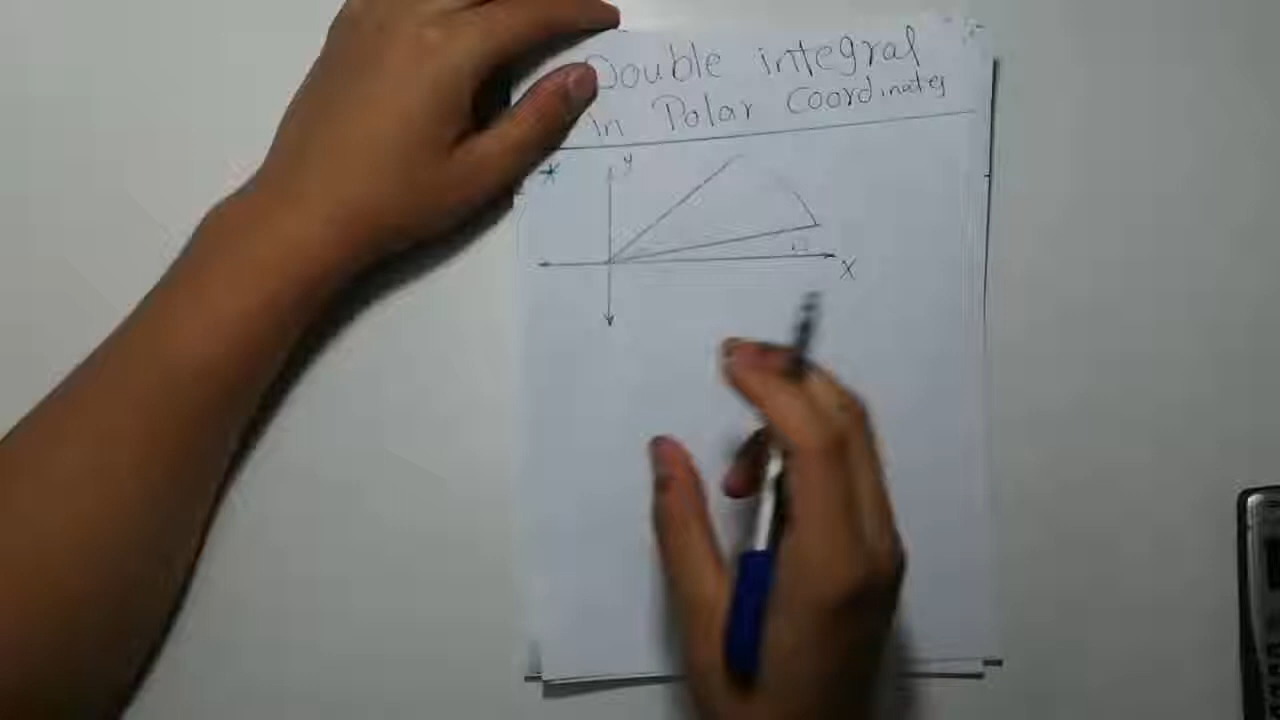 Double integral
in Polar Coordinates
* y
x